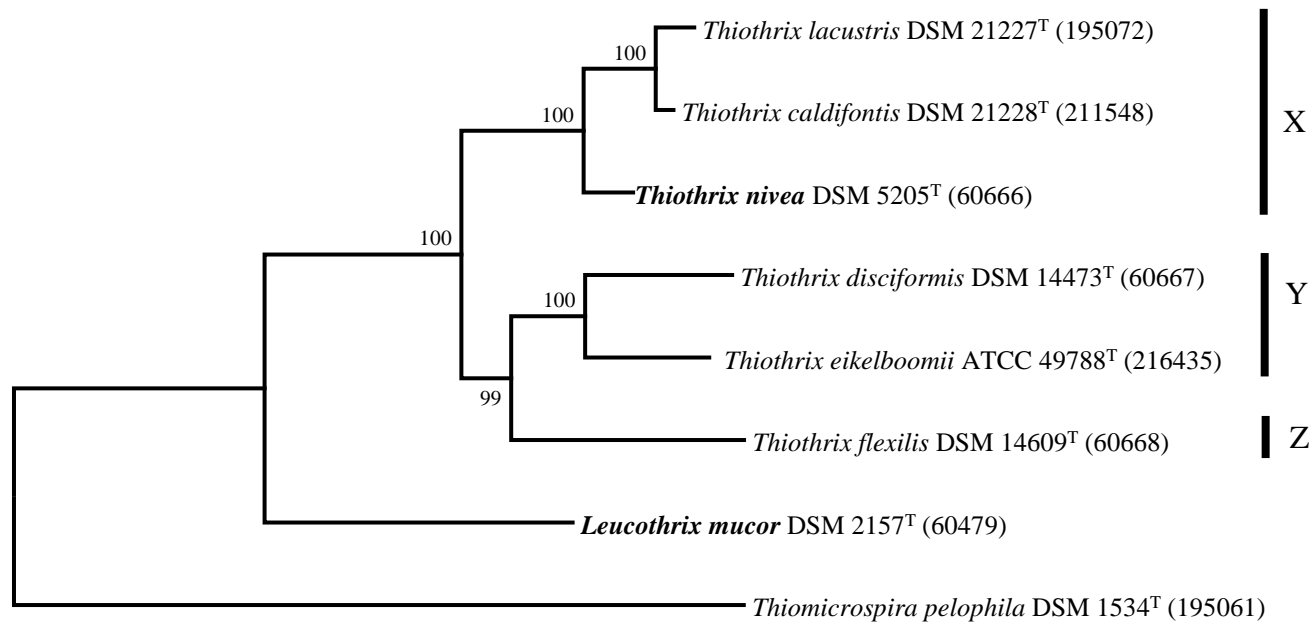 Thiothrix lacustris DSM 21227ᵀ (195072)
100
Thiothrix caldifontis DSM 21228ᵀ (211548)
100
X
Thiothrix nivea DSM 5205ᵀ (60666)
100
Thiothrix disciformis DSM 14473ᵀ (60667)
100
Y
Thiothrix eikelboomii ATCC 49788ᵀ (216435)
99
Thiothrix flexilis DSM 14609ᵀ (60668)
Z
Leucothrix mucor DSM 2157ᵀ (60479)
Thiomicrospira pelophila DSM 1534ᵀ (195061)